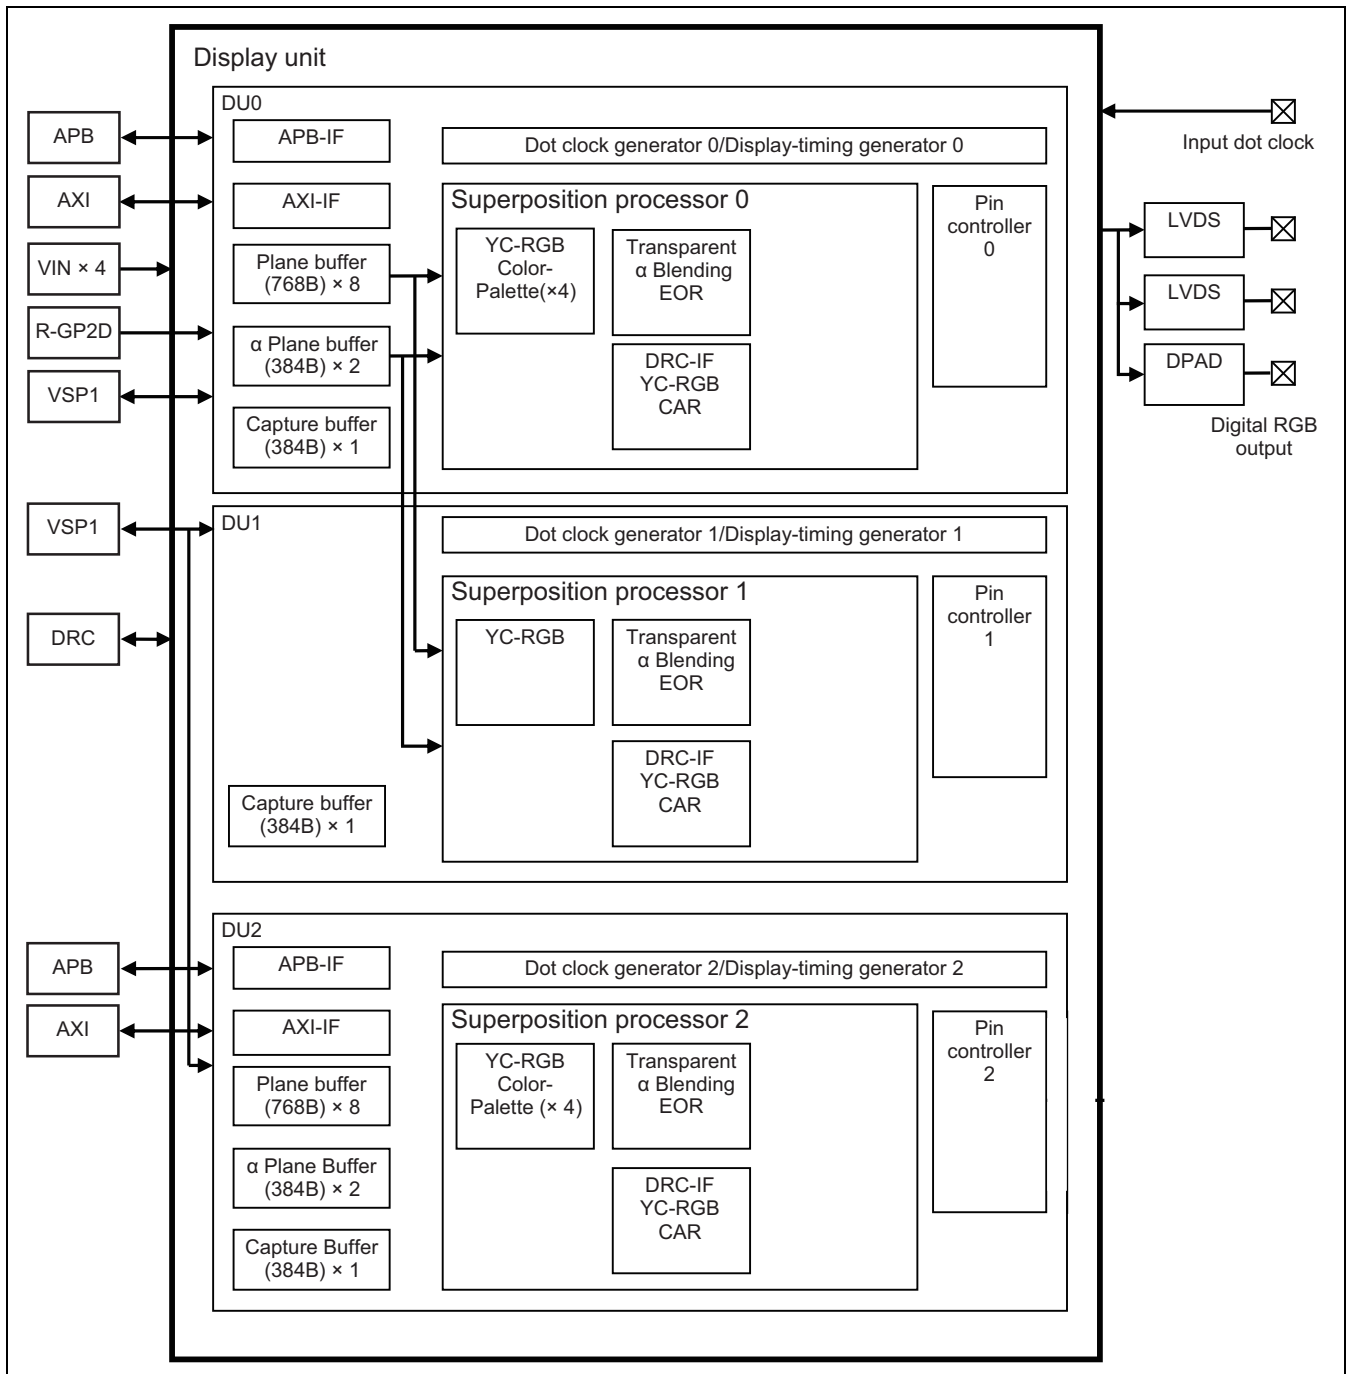 Display unit
DU0
APB
APB-IF
Dot clock generator 0/Display-timing generator 0
Input dot clock
AXI
AXI-IF
Superposition processor 0
Pin
controller
0
LVDS
VIN × 4
Plane buffer
(768B) × 8
YC-RGB
Color-
Palette(×4)
Transparent
α Blending
EOR
LVDS
R-GP2D
α Plane buffer
(384B) × 2
DRC-IF
YC-RGB
CAR
DPAD
VSP1
Capture buffer
(384B) × 1
Digital RGB
output
VSP1
DU1
Dot clock generator 1/Display-timing generator 1
Superposition processor 1
Pin
controller
1
DRC
YC-RGB
Transparent
α Blending
EOR
DRC-IF
YC-RGB
CAR
Capture buffer
(384B) × 1
DU2
APB
APB-IF
Dot clock generator 2/Display-timing generator 2
AXI
AXI-IF
Superposition processor 2
Pin
controller
2
Plane buffer
(768B) × 8
YC-RGB
Color-
Palette (× 4)
Transparent
α Blending
EOR
α Plane Buffer
(384B) × 2
DRC-IF
YC-RGB
CAR
Capture Buffer
(384B) × 1